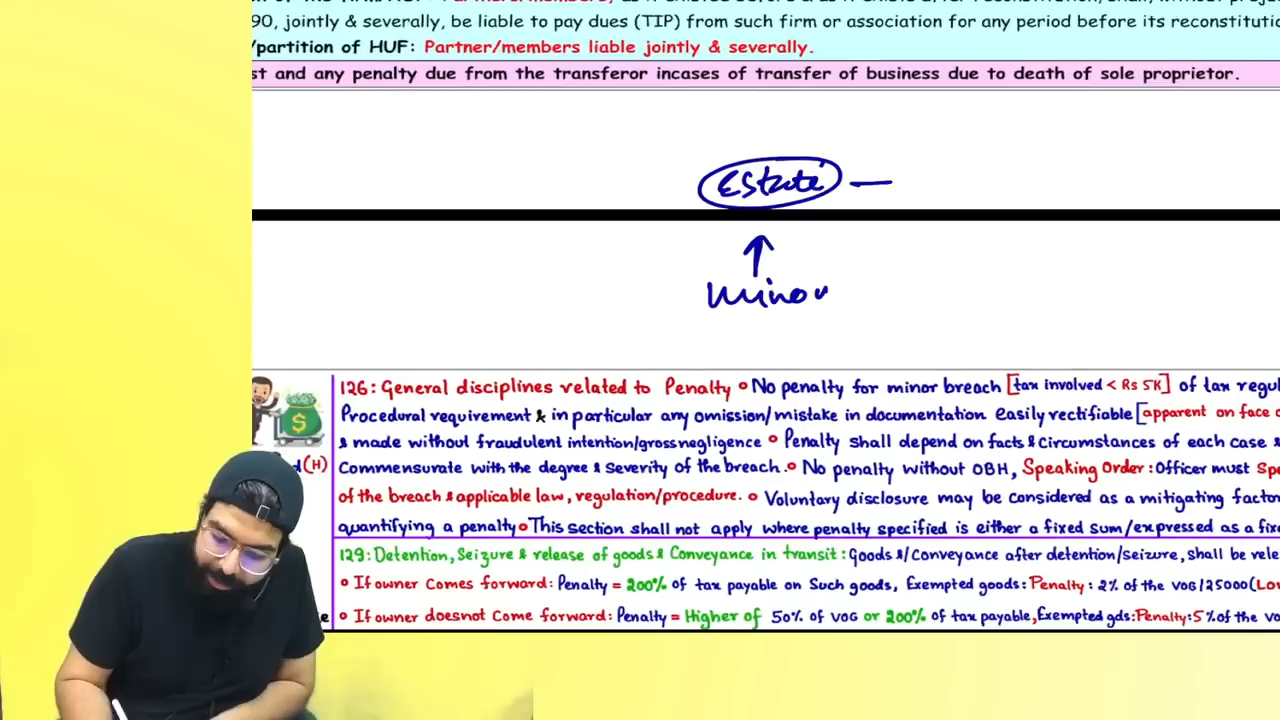 90, jointly & severally, be liable to pay dues (TIP) from such firm or association for any period before its
/partition of HUF: Partner/members liable jointly & severally.
st and any penalty due from the transferor incases of transfer of business due to death of sole proprietor.
Estate —
↑
minor
126: General disciplines related to Penalty • No penalty for minor breach [tax involved < Rs 5K] of tax
Procedural requirement & in particular any omission/mistake in documentation easily rectifiable [apparent on face
& made without fraudulent intention/gross negligence • Penalty shall depend on facts & Circumstances of each case &
d(H) Commensurate with the degree & Severity of the breach. • No penalty without OBH, Speaking Order: Officer must
of the breach & applicable law, regulation/procedure. • Voluntary disclosure may be considered as a mitigating
quantifying a penalty • This section shall not apply where penalty specified is either a fixed sum/expressed as a
129: Detention, Seizure & release of goods & Conveyance in transit: Goods &/Conveyance after detention/seizure, shall be
• If owner Comes forward: Penalty = 200% of tax payable on Such goods, Exempted goods: Penalty: 2% of the VOG/25000
e • If owner doesnot Come forward: Penalty = Higher of 50% of VOG or 200% of tax payable, Exempted gds: Penalty: 5% of the